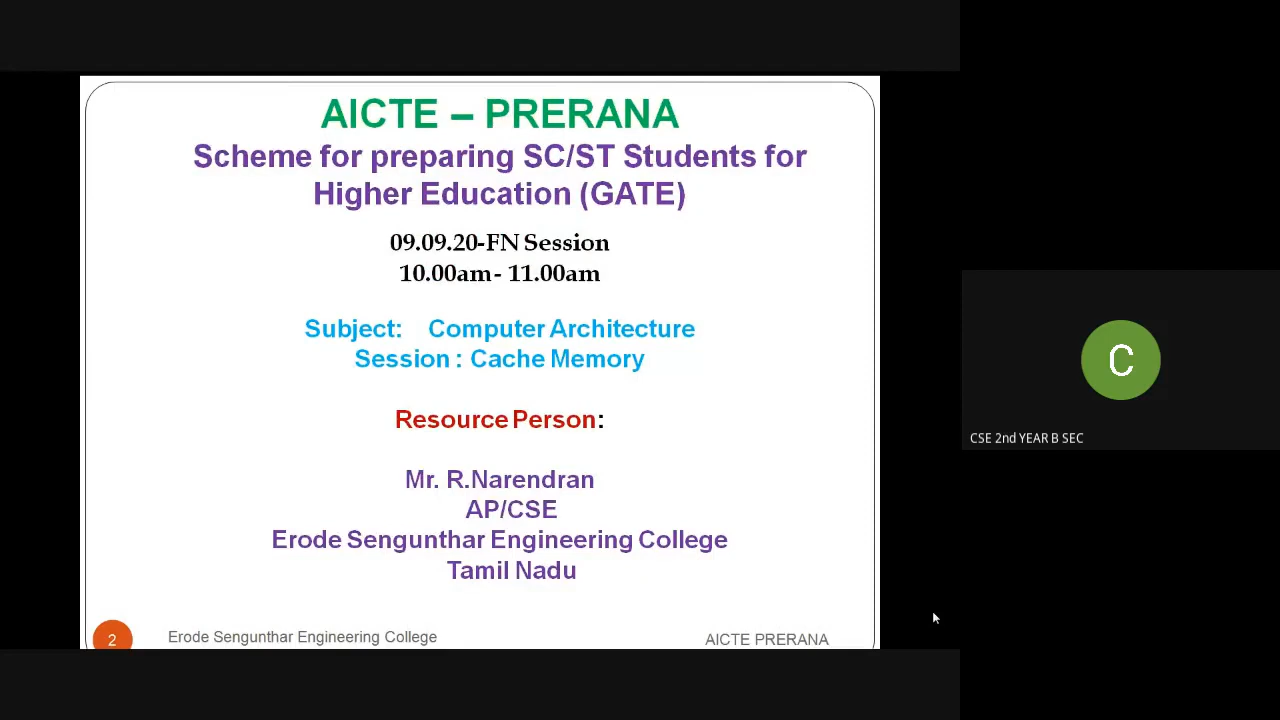 AICTE – PRERANA
Scheme for preparing SC/ST Students for
Higher Education (GATE)
09.09.20-FN Session
10.00am- 11.00am
Subject: Computer Architecture
Session : Cache Memory
Resource Person:
Mr. R.Narendran
AP/CSE
Erode Sengunthar Engineering College
Tamil Nadu
2
Erode Sengunthar Engineering College
AICTE PRERANA
C
CSE 2nd YEAR B SEC